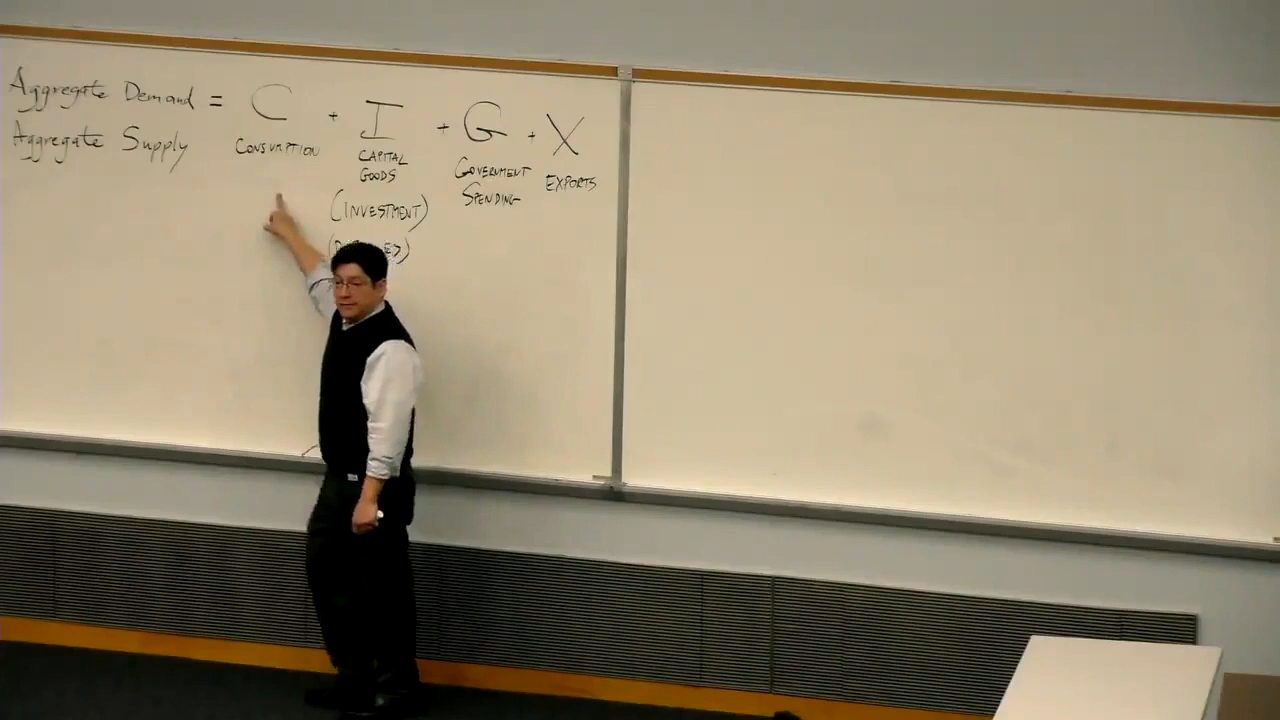 Aggregate Demand = C + I + G + X
Aggregate Supply
CONSUMPTION
CAPITAL
GOODS
(INVESTMENT)
GOVERNMENT
SPENDING
EXPORTS